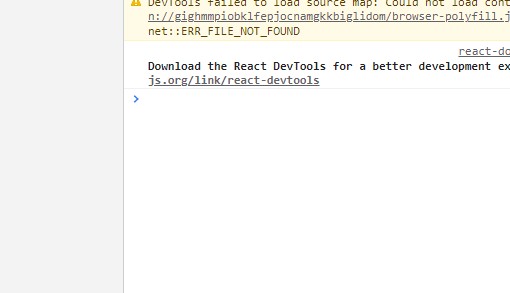 DevTools failed to load source map: Could not load cont
n://gighmmpiobklfepjocnamgkkbiglidom/browser-polyfill.j
net::ERR_FILE_NOT_FOUND
react-do
Download the React DevTools for a better development ex
js.org/link/react-devtools